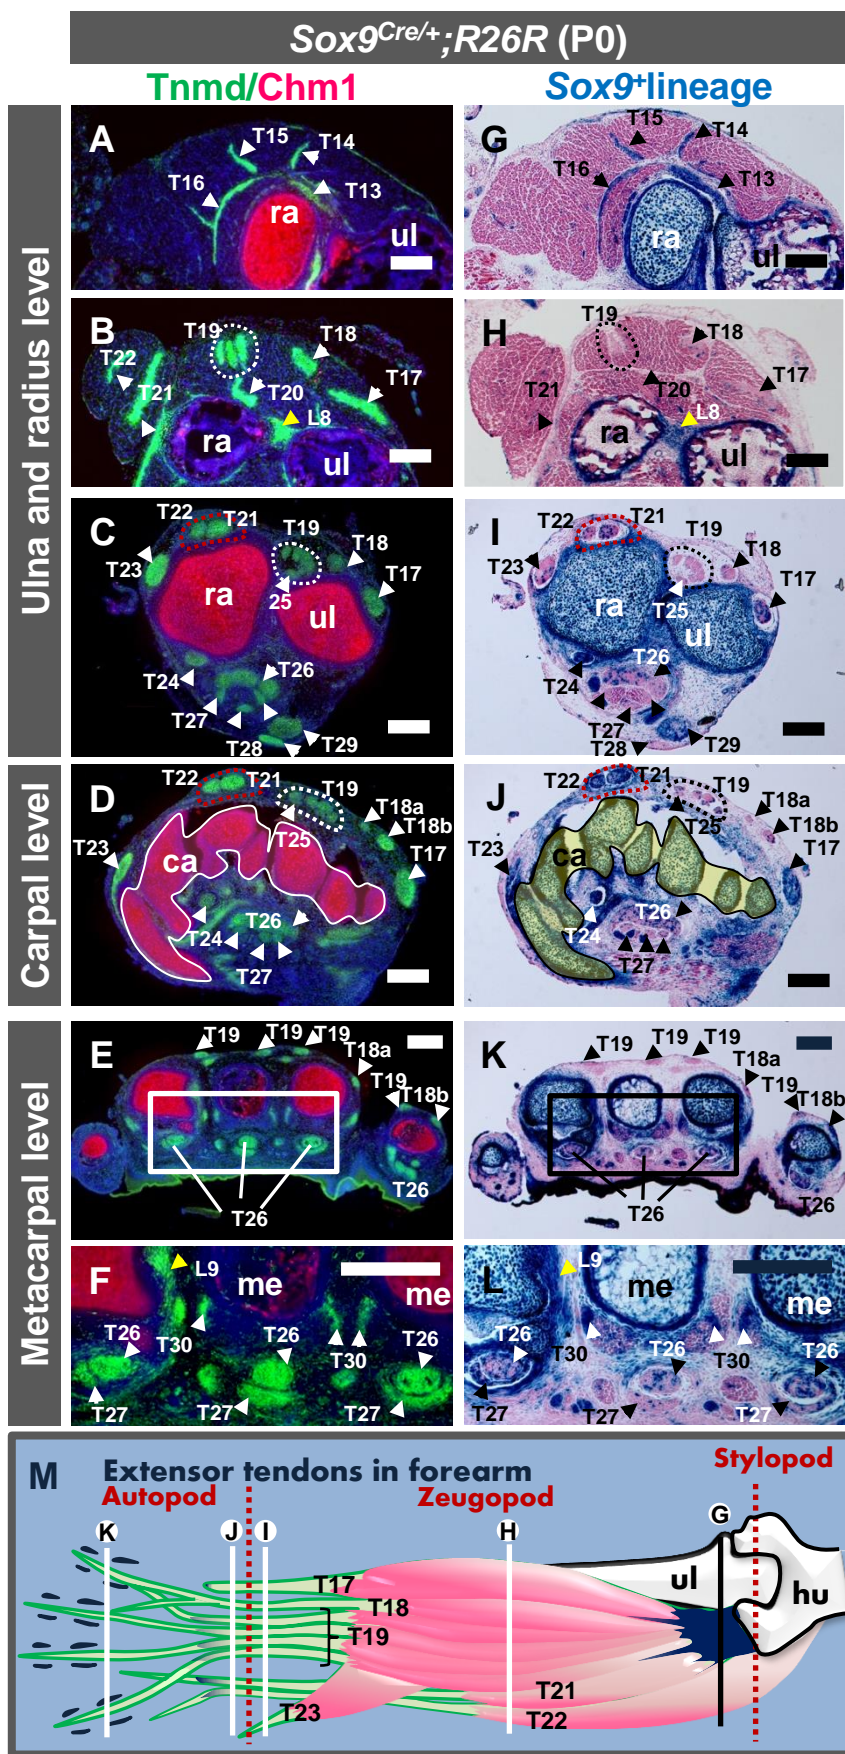 Sox9Cre/+;R26R (P0)
Tnmd/Chm1
Sox9+lineage
Ulna and radius level
A
T15
T14
T16
T13
ra
ul
G
T15
T14
T16
T13
ra
ul
B
T19
T18
T22
T21
T20
T17
L8
ra
ul
H
T19
T18
T21
T20
T17
L8
ra
ul
C
T22
T21
T19
T18
T23
T17
25
ra
ul
T26
T24
T27
T28
T29
I
T22
T21
T19
T18
T23
T17
T25
ra
ul
T26
T24
T27
T28
T29
Carpal level
D
T22
T21
T19
T18a
T18b
T25
T17
T23
ca
T26
T24
T27
J
T22
T21
T19
T18a
T18b
T25
T17
T23
ca
T26
T24
T27
Metacarpal level
E
T19
T19
T19
T18a
T19
T18b
T26
T26
K
T19
T19
T19
T18a
T19
T18b
T26
T26
F
L9
me
me
T26
T30
T26
T30
T26
T27
T27
T27
L
L9
me
me
T26
T30
T26
T30
T26
T27
T27
T27
M
Extensor tendons in forearm
Stylopod
Autopod
Zeugopod
K
J
I
H
G
T17
T18
T19
T21
T22
T23
ul
hu